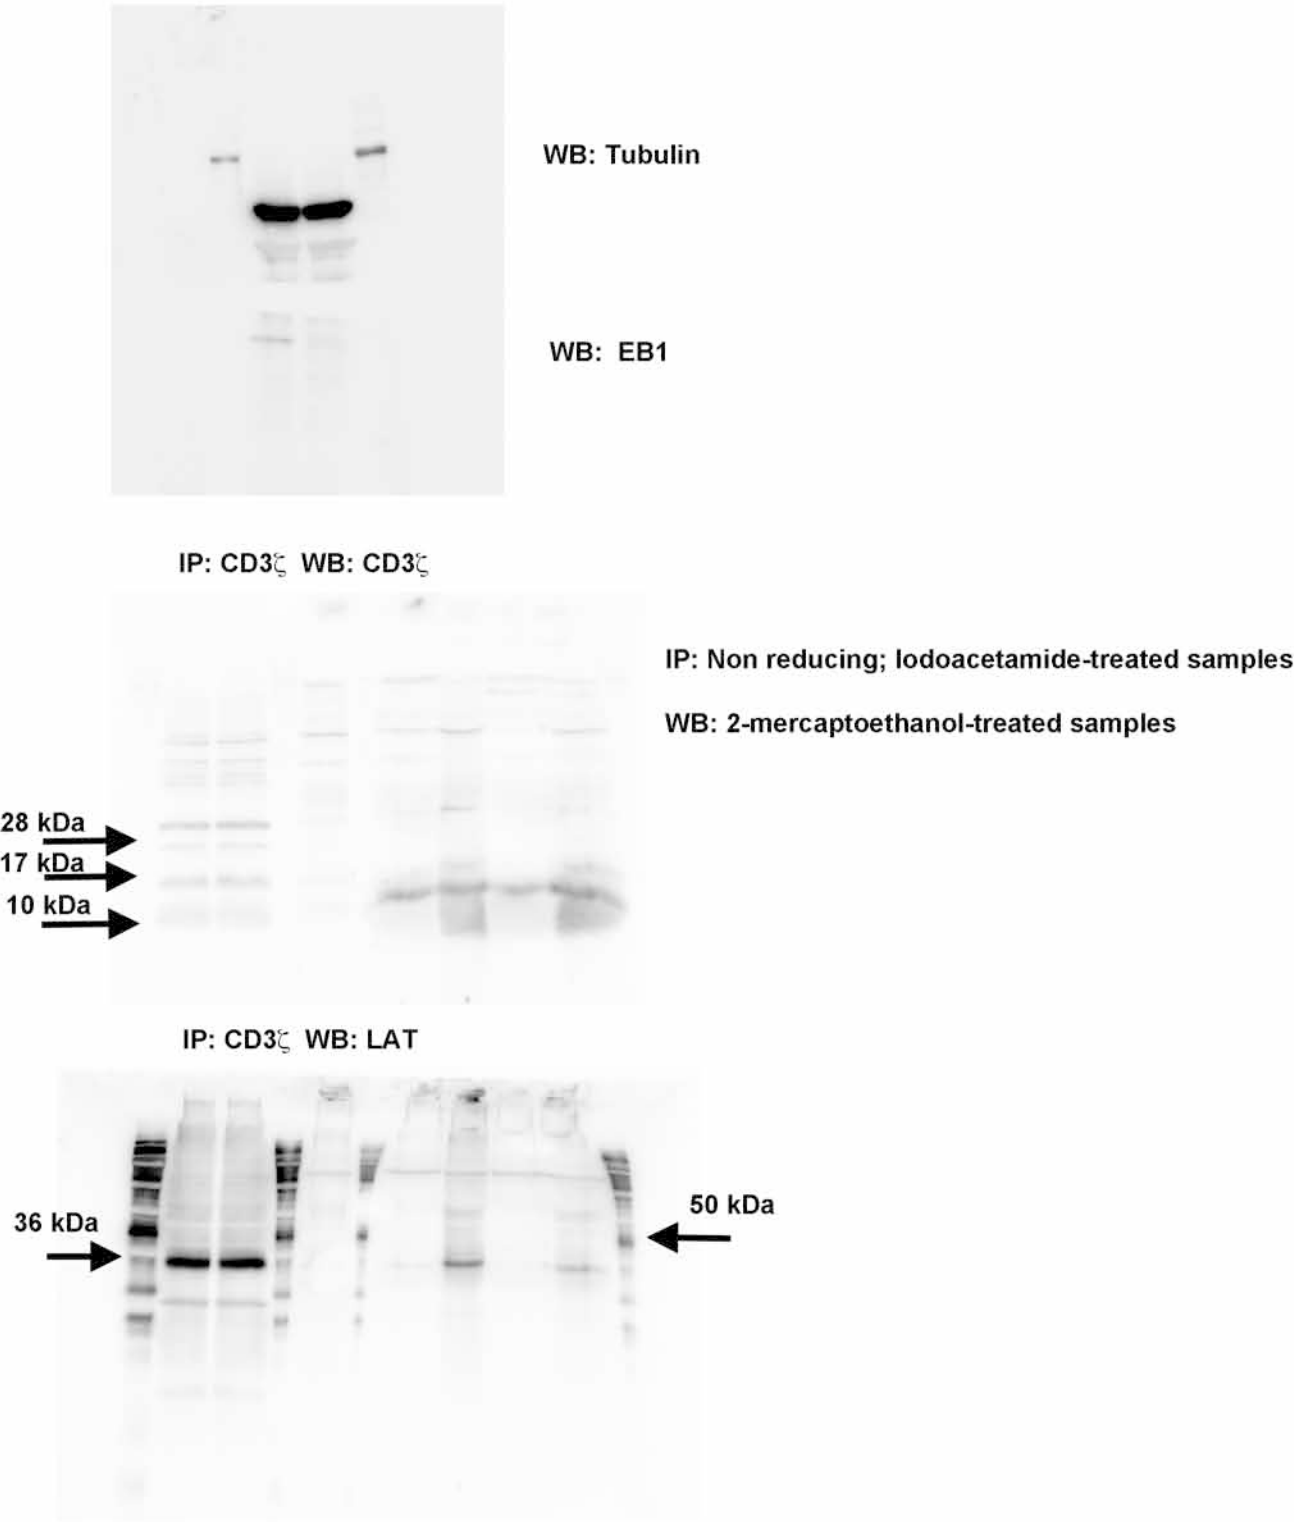 WB: Tubulin
WB: EB1
IP: CD3ζ WB: CD3ζ
IP: Non reducing; Iodoacetamide-treated samples
WB: 2-mercaptoethanol-treated samples
28 kDa
17 kDa
10 kDa
IP: CD3ζ WB: LAT
50 kDa
36 kDa